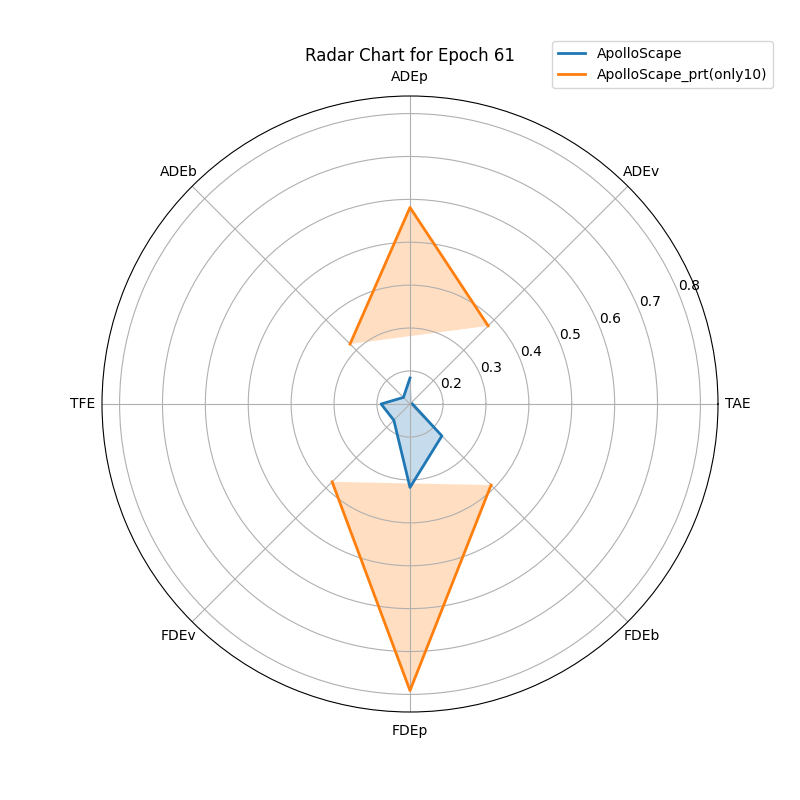 Radar Chart for Epoch 61
ApolloScape
ApolloScape_prt(only10)
ADEp
ADEb
ADEv
0.8
0.7
0.6
0.5
0.4
0.3
0.2
TFE
TAE
FDEv
FDEb
FDEp